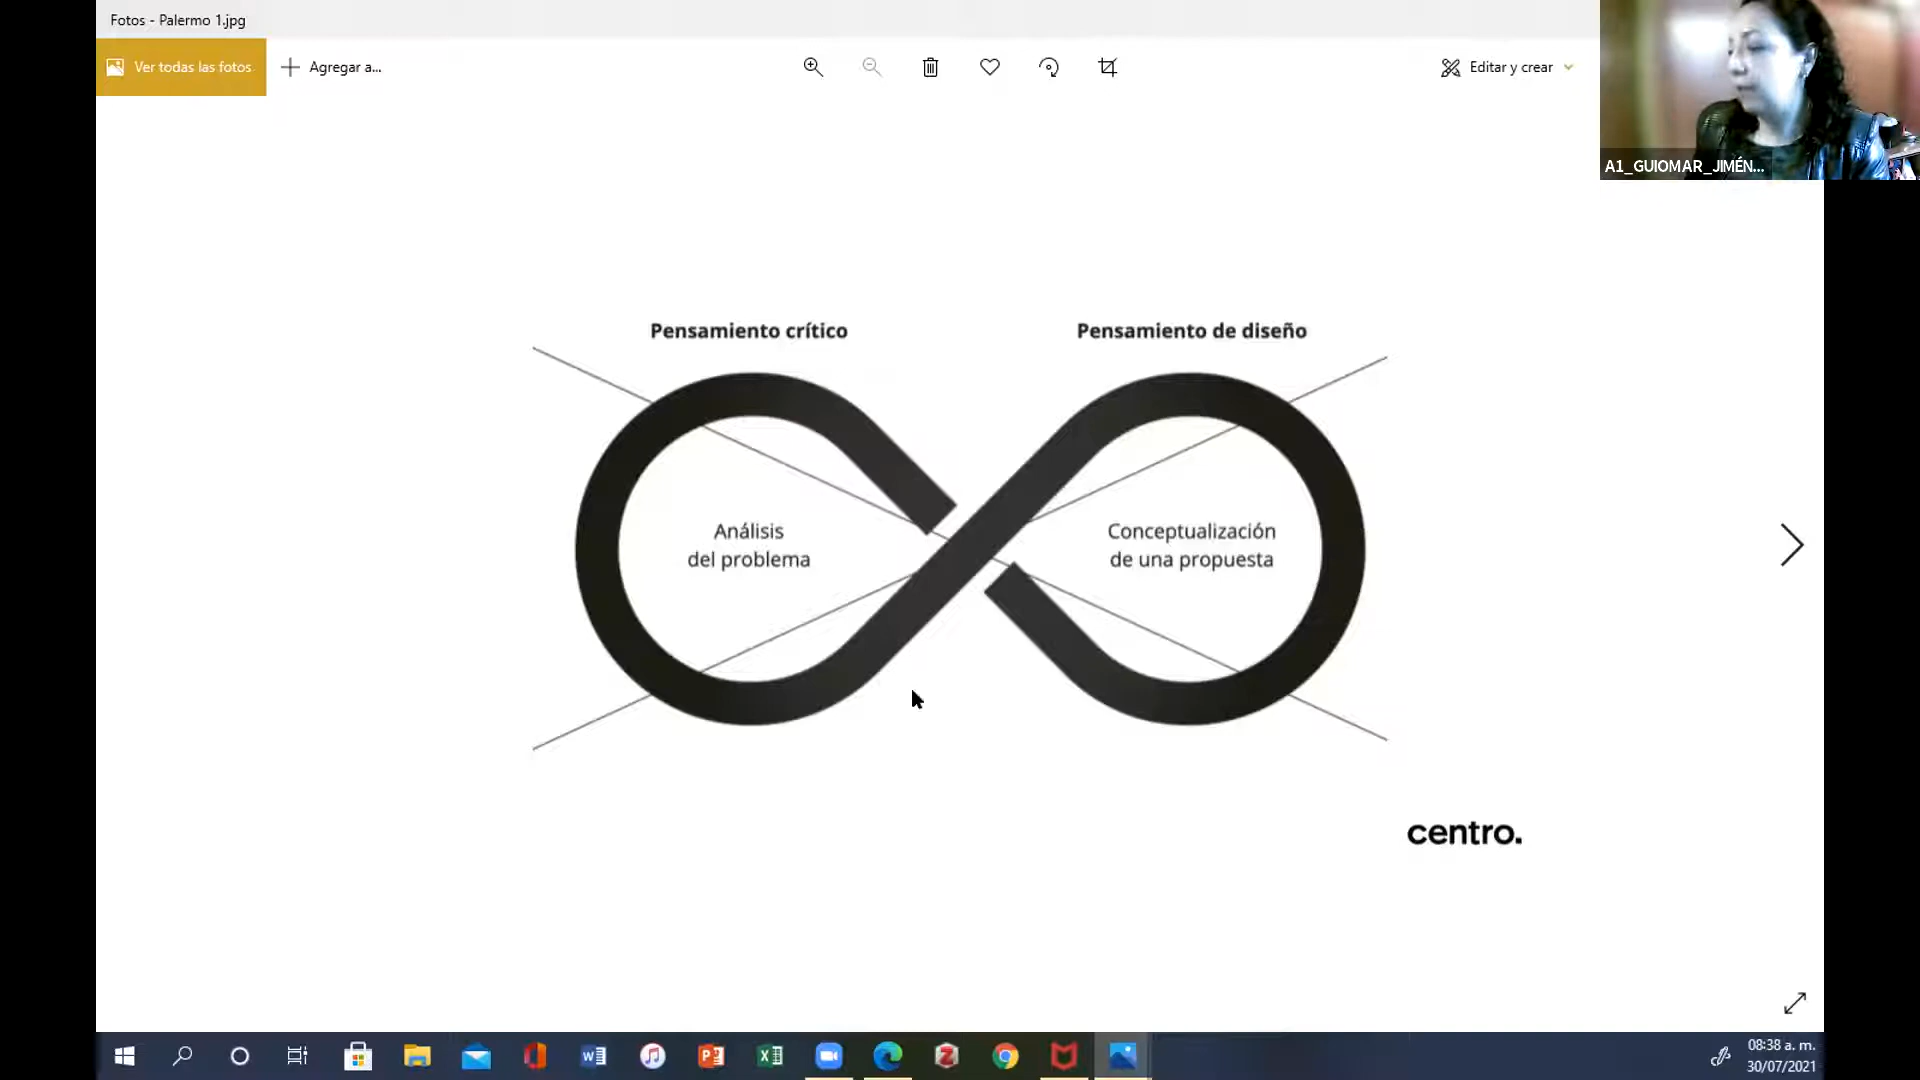 Fotos - Palermo 1.jpg
Ver todas las fotos
Agregar a...
Editar y crear
A1_GUIOMAR_JIMÉN...
Pensamiento crítico
Pensamiento de diseño
Análisis
del problema
Conceptualización
de una propuesta
centro.
08:38 a. m.
30/07/2021